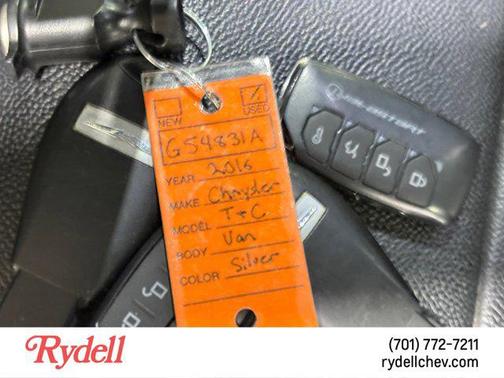 NEW
USED
G54831A
YEAR 2016
MAKE Chrysler
MODEL T+C
BODY Van
COLOR Silver
Rydell
(701) 772-7211
rydellchev.com